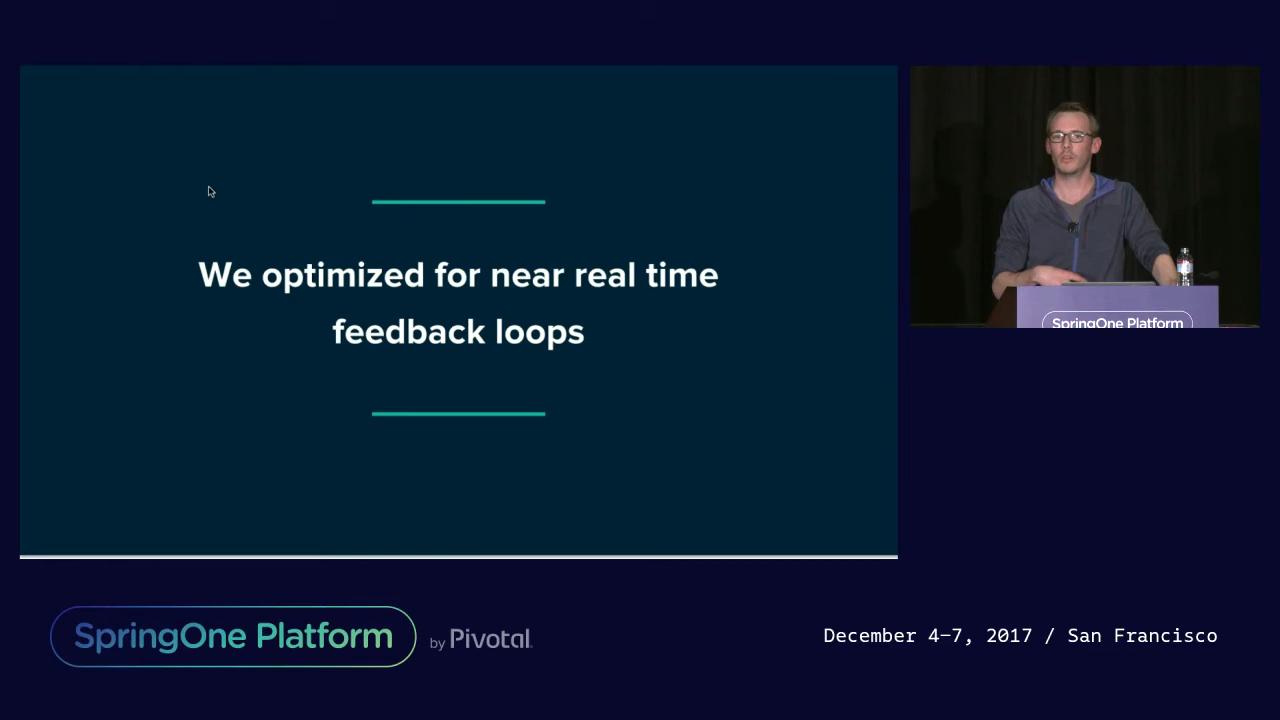 We optimized for near real time
feedback loops
SpringOne Platform
SpringOne Platform by Pivotal.
December 4–7, 2017 / San Francisco